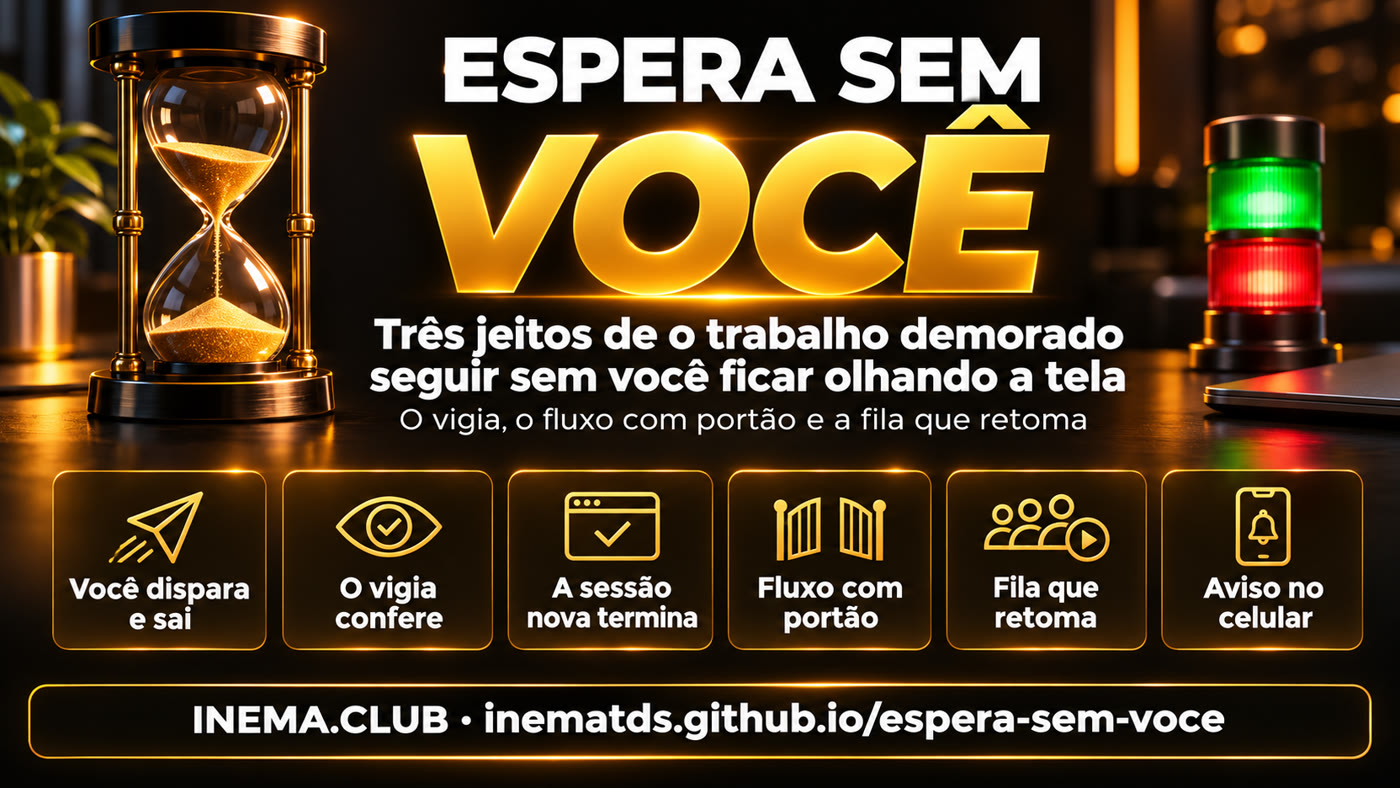 ESPERA SEM
VOCÊ
Três jeitos de o trabalho demorado
seguir sem você ficar olhando a tela
O vigia, o fluxo com portão e a fila que retoma
Você dispara
e sai
O vigia
confere
A sessão
nova termina
Fluxo com
portão
Fila que
retoma
Aviso no
celular
INEMA.CLUB • inematds.github.io/espera-sem-voce